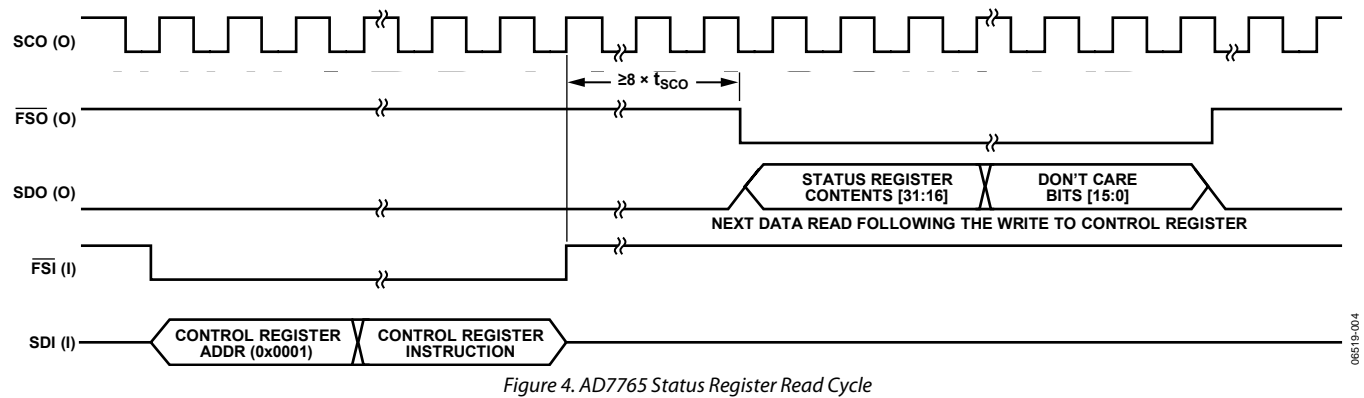 SCO (O)
≥8 × tSCO
FSO (O)
SDO (O)
STATUS REGISTER
CONTENTS [31:16]
DON'T CARE
BITS [15:0]
NEXT DATA READ FOLLOWING THE WRITE TO CONTROL REGISTER
FSI (I)
SDI (I)
CONTROL REGISTER
ADDR (0x0001)
CONTROL REGISTER
INSTRUCTION
06519-004
Figure 4. AD7765 Status Register Read Cycle